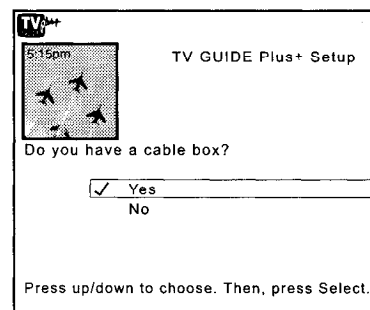 TV
5:15pm
TV GUIDE Plus+ Setup
Do you have a cable box?
✓ Yes
No
Press up/down to choose. Then, press Select.